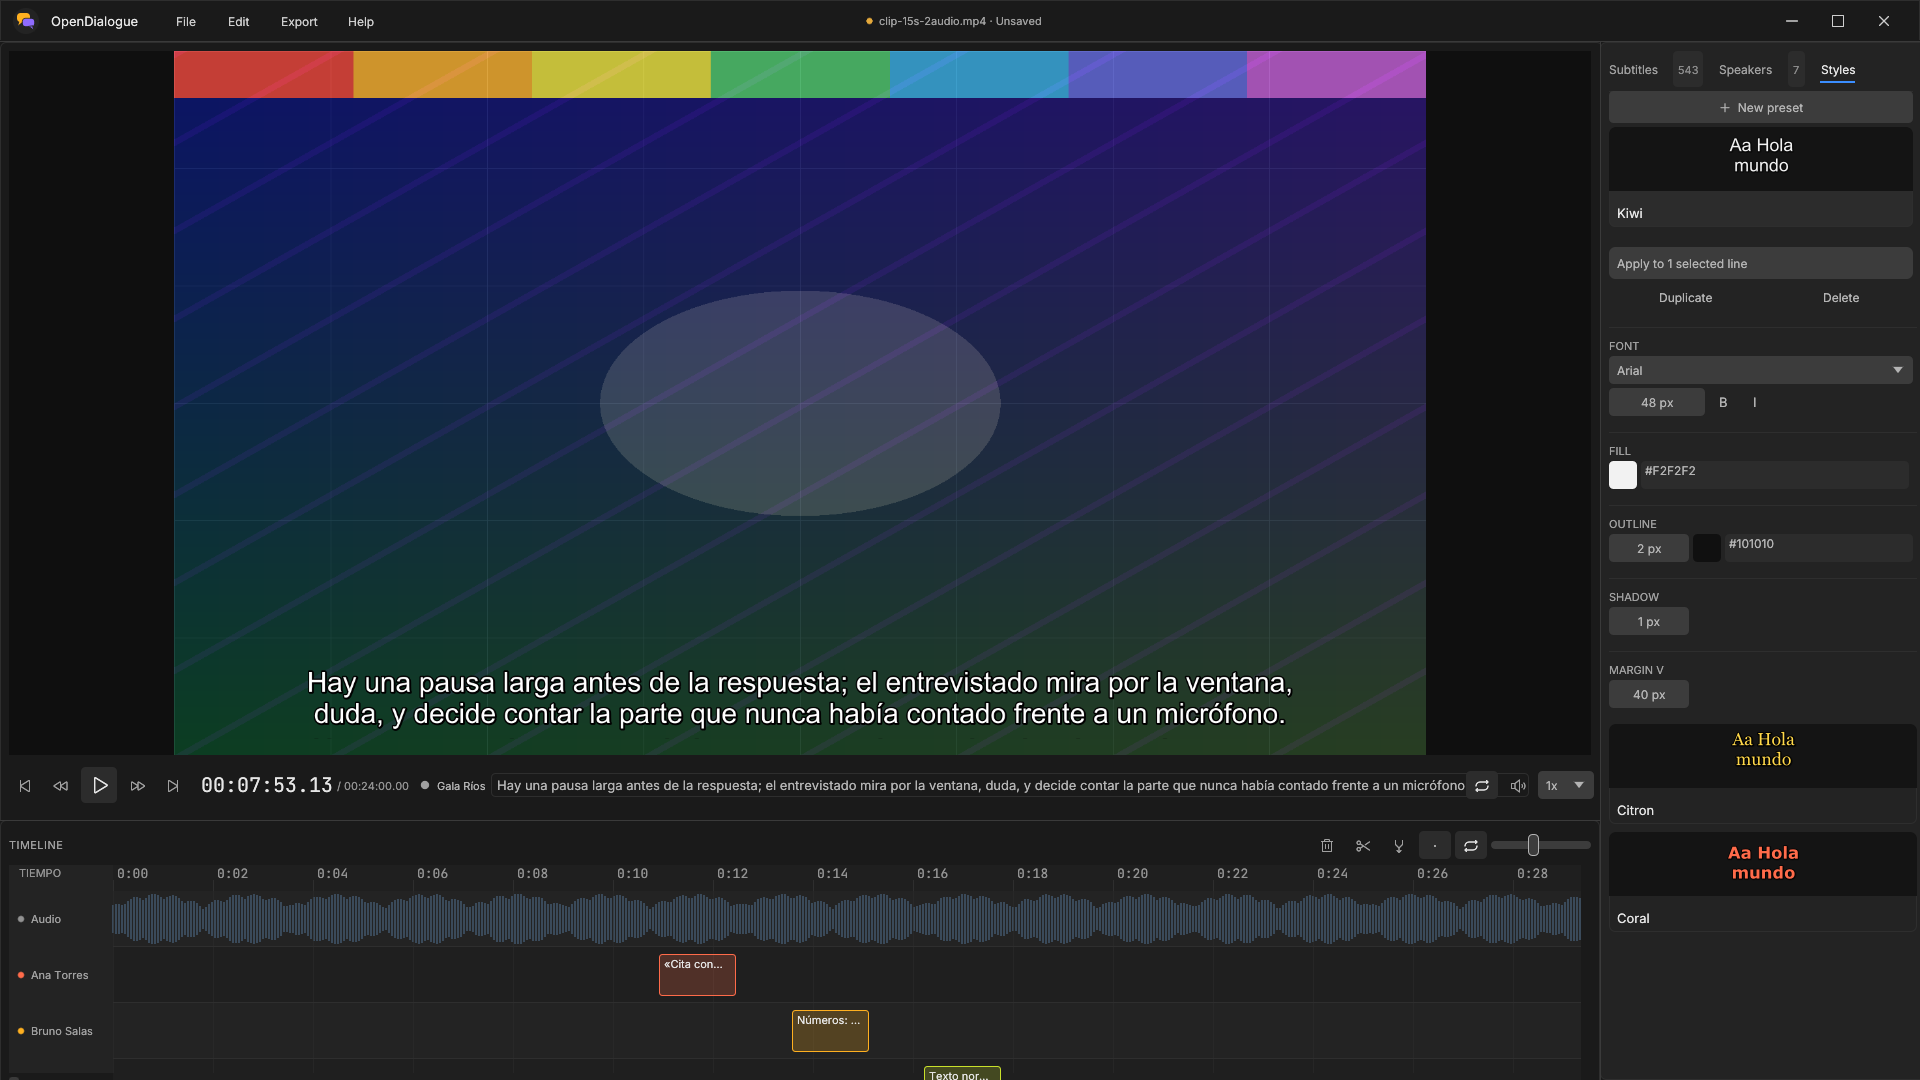 OpenDialogue
File
Edit
Export
Help
clip-15s-2audio.mp4 · Unsaved
Subtitles
543
Speakers
7
Styles
New preset
Aa Hola
mundo
Kiwi
Apply to 1 selected line
Duplicate
Delete
FONT
Arial
48 px
B
I
FILL
#F2F2F2
OUTLINE
2 px
#101010
SHADOW
1 px
MARGIN V
40 px
Aa Hola
mundo
Citron
Aa Hola
mundo
Coral
Hay una pausa larga antes de la respuesta; el entrevistado mira por la ventana,
duda, y decide contar la parte que nunca había contado frente a un micrófono.
00:07:53.13
/ 00:24:00.00
Gala Ríos
Hay una pausa larga antes de la respuesta; el entrevistado mira por la ventana, duda, y decide contar la parte que nunca había contado frente a un micrófono
1x
TIMELINE
TIEMPO
0:00
0:02
0:04
0:06
0:08
0:10
0:12
0:14
0:16
0:18
0:20
0:22
0:24
0:26
0:28
Audio
Ana Torres
«Cita con...
Bruno Salas
Números: ...
Texto nor...